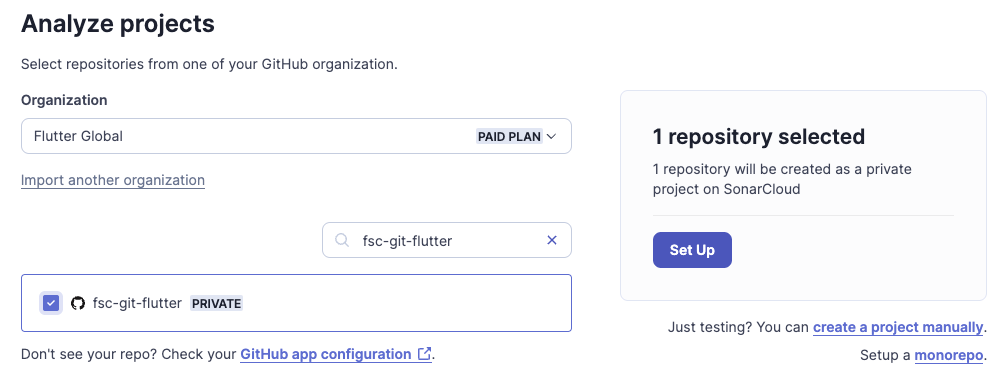 Analyze projects
Select repositories from one of your GitHub organization.
Organization
Flutter Global PAID PLAN
Import another organization
fsc-git-flutter
fsc-git-flutter PRIVATE
Don't see your repo? Check your GitHub app configuration.
1 repository selected
1 repository will be created as a private
project on SonarCloud
Set Up
Just testing? You can create a project manually.
Setup a monorepo.